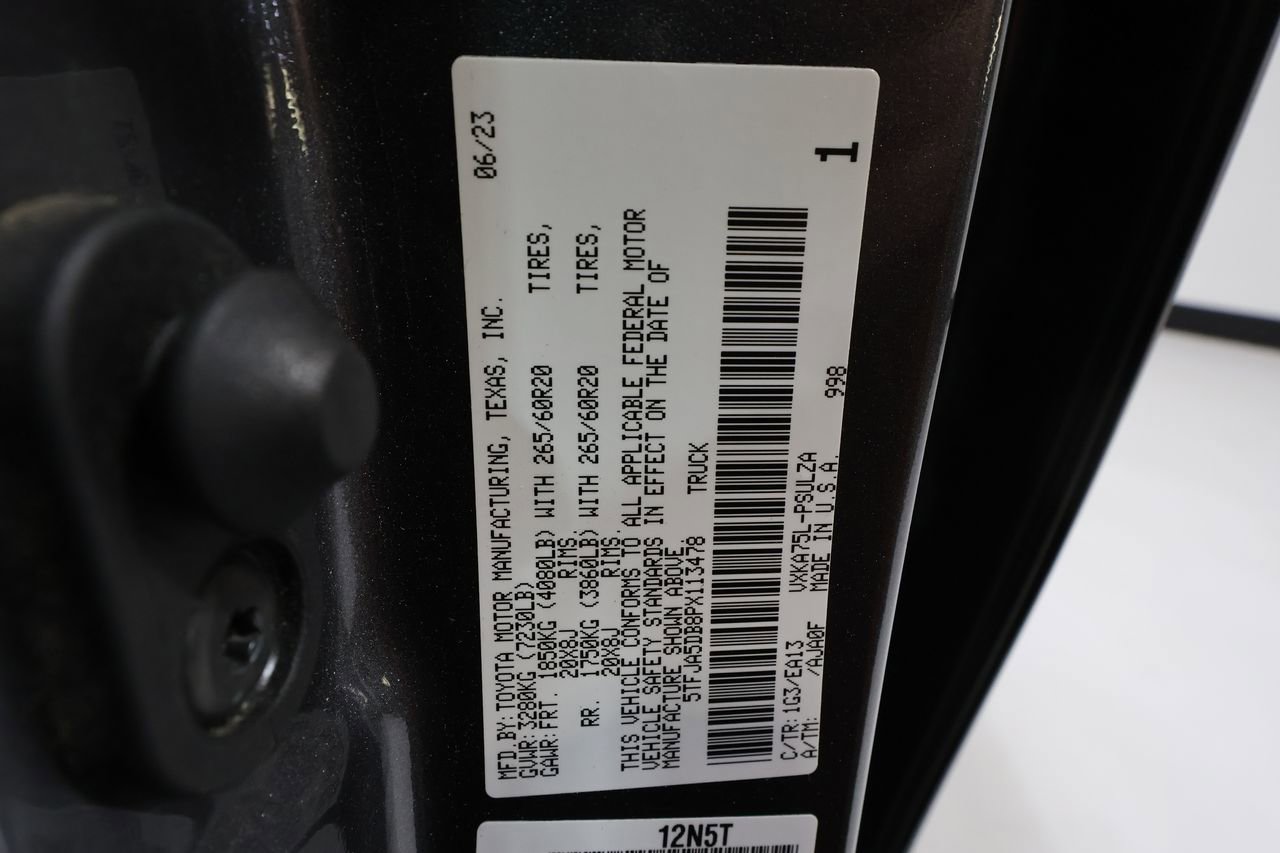 06/23
MFD.BY:TOYOTA MOTOR MANUFACTURING, TEXAS, INC.
GVWR:3280KG (7230LB)
GAWR:FRT. 1850KG (4080LB) WITH 265/60R20 TIRES,
20X8J RIMS.
RR. 1750KG (3860LB) WITH 265/60R20 TIRES,
20X8J RIMS.
THIS VEHICLE CONFORMS TO ALL APPLICABLE FEDERAL MOTOR
VEHICLE SAFETY STANDARDS IN EFFECT ON THE DATE OF
MANUFACTURE SHOWN ABOVE.
5TFJA5DB8PX113478 TRUCK
C/TR:1G3/EA13 VXKA75L-PSULZA
A/TM: /AJA0F MADE IN U.S.A. 998
1
12N5T